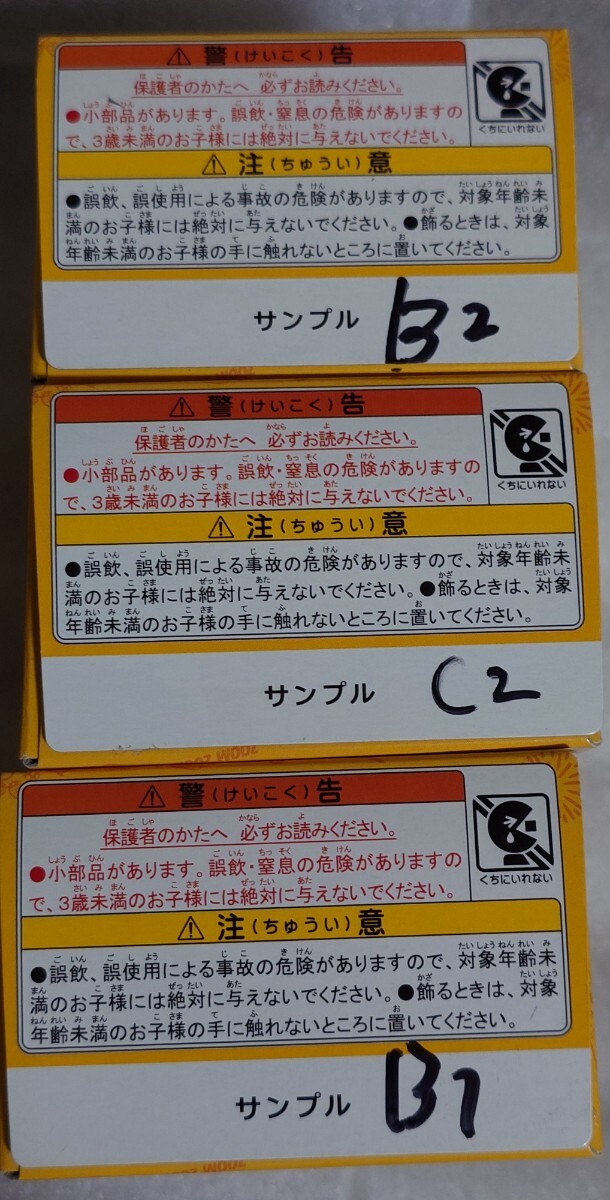 ⚠ 警(けいこく)告
保護者のかたへ 必ずお読みください。
●小部品があります。誤飲・窒息の危険がありますの
で、3歳未満のお子様には絶対に与えないでください。
くちにいれない
⚠ 注(ちゅうい)意
●誤飲、誤使用による事故の危険がありますので、対象年齢未
満のお子様には絶対に与えないでください。●飾るときは、対象
年齢未満のお子様の手に触れないところに置いてください。
サンプル B2
⚠ 警(けいこく)告
保護者のかたへ 必ずお読みください。
●小部品があります。誤飲・窒息の危険がありますの
で、3歳未満のお子様には絶対に与えないでください。
くちにいれない
⚠ 注(ちゅうい)意
●誤飲、誤使用による事故の危険がありますので、対象年齢未
満のお子様には絶対に与えないでください。●飾るときは、対象
年齢未満のお子様の手に触れないところに置いてください。
サンプル C2
⚠ 警(けいこく)告
保護者のかたへ 必ずお読みください。
●小部品があります。誤飲・窒息の危険がありますの
で、3歳未満のお子様には絶対に与えないでください。
くちにいれない
⚠ 注(ちゅうい)意
●誤飲、誤使用による事故の危険がありますので、対象年齢未
満のお子様には絶対に与えないでください。●飾るときは、対象
年齢未満のお子様の手に触れないところに置いてください。
サンプル B1